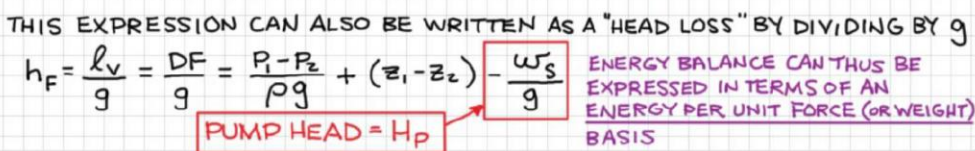 THIS EXPRESSION CAN ALSO BE WRITTEN AS A "HEAD LOSS" BY DIVIDING BY g
h_F = l_v/g = DF/g = (P₁-P₂)/ρg + (z₁-z₂) - w_s/g
ENERGY BALANCE CAN THUS BE
EXPRESSED IN TERMS OF AN
ENERGY PER UNIT FORCE (OR WEIGHT)
BASIS
PUMP HEAD = H_P